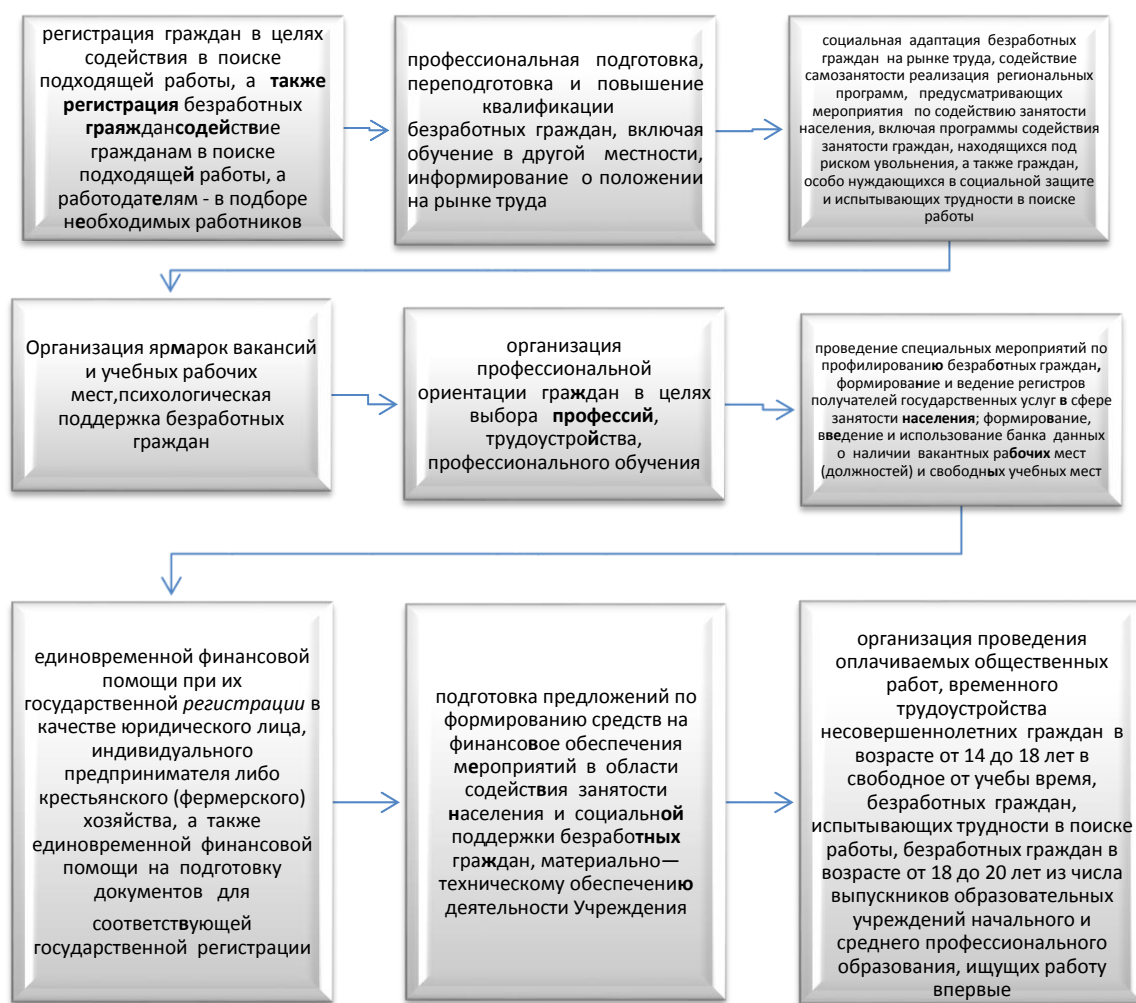 регистрация граждан в целях
содействия в поиске
подходящей работы, а также
регистрация безработных
граяжджансодействие
гражданам в поиске
подходящей работы, а
работодателям - в подборе
необходимых работников
профессиональная подготовка,
переподготовка и повышение
квалификации
безработных граждан, включая
обучение в другой местности,
информирование о положении
на рынке труда
социальная адаптация безработных
граждан на рынке труда, содействие
самозанятости реализация региональных
программ, предусматривающих
мероприятия по содействию занятости
населения, включая программы содействия
занятости граждан, находящихся под
риском увольнения, а также граждан,
особо нуждающихся в социальной защите
и испытывающих трудности в поиске
работы
Организация ярмарок вакансий
и учебных рабочих
мест,психологическая
поддержка безработных
граждан
организация
профессиональной
ориентации граждан в целях
выбора профессий,
трудоустройства,
профессионального обучения
проведение специальных мероприятий по
профилированию безработных граждан,
формирование и ведение регистров
получателей государственных услуг в сфере
занятости населения; формирование,
введение и использование банка данных
о наличии вакантных рабочих мест
(должностей) и свободных учебных мест
единовременной финансовой
помощи при их
государственной регистрации в
качестве юридического лица,
индивидуального
предпринимателя либо
крестьянского (фермерского)
хозяйства, а также
единовременной финансовой
помощи на подготовку
документов для
соответствующей
государственной регистрации
подготовка предложений по
формированию средств на
финансовое обеспечения
мероприятий в области
содействия занятости
населения и социальной
поддержки безработных
граждан, материально—
техническому обеспечению
деятельности Учреждения
организация проведения
оплачиваемых общественных
работ, временного
трудоустройства
несовершеннолетних граждан в
возрасте от 14 до 18 лет в
свободное от учебы время,
безработных граждан,
испытывающих трудности в поиске
работы, безработных граждан в
возрасте от 18 до 20 лет из числа
выпускников образовательных
учреждений начального и
среднего профессионального
образования, ищущих работу
впервые